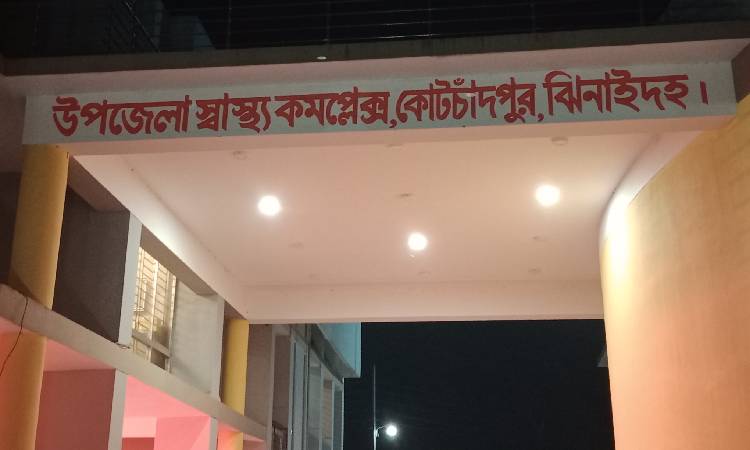 উপজেলা স্বাস্থ্য কমপ্লেক্স,কোটচাঁদপুর,ঝিনাইদহ।